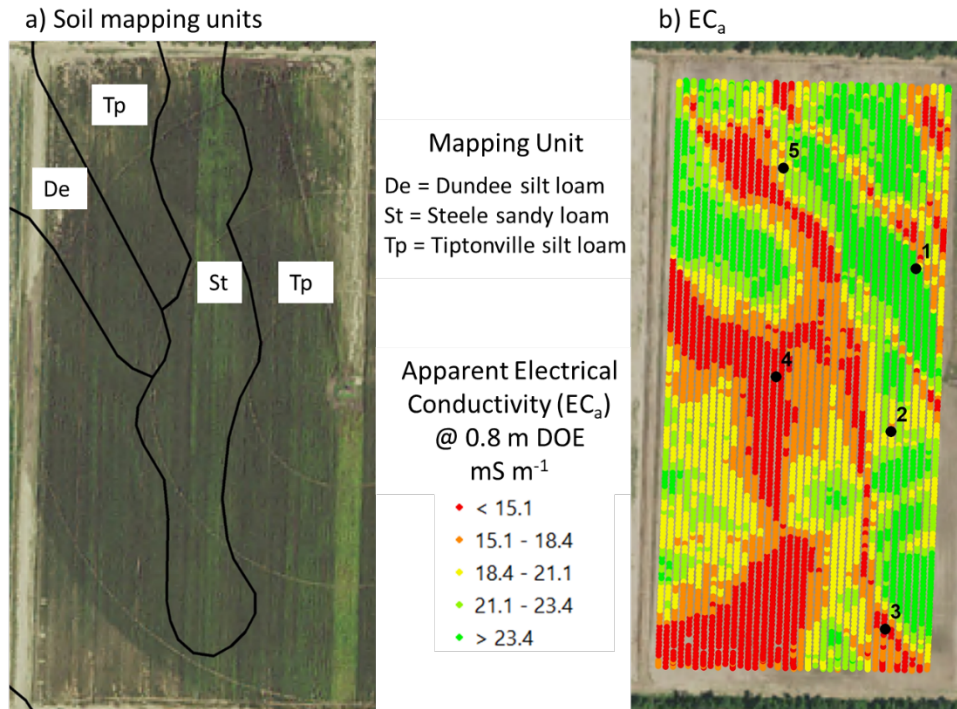 a) Soil mapping units
Tp
De
St
Tp
Mapping Unit
De = Dundee silt loam
St = Steele sandy loam
Tp = Tiptonville silt loam
Apparent Electrical
Conductivity (ECa)
@ 0.8 m DOE
mS m-1
< 15.1
15.1 - 18.4
18.4 - 21.1
21.1 - 23.4
> 23.4
b) ECa
5
1
4
2
3